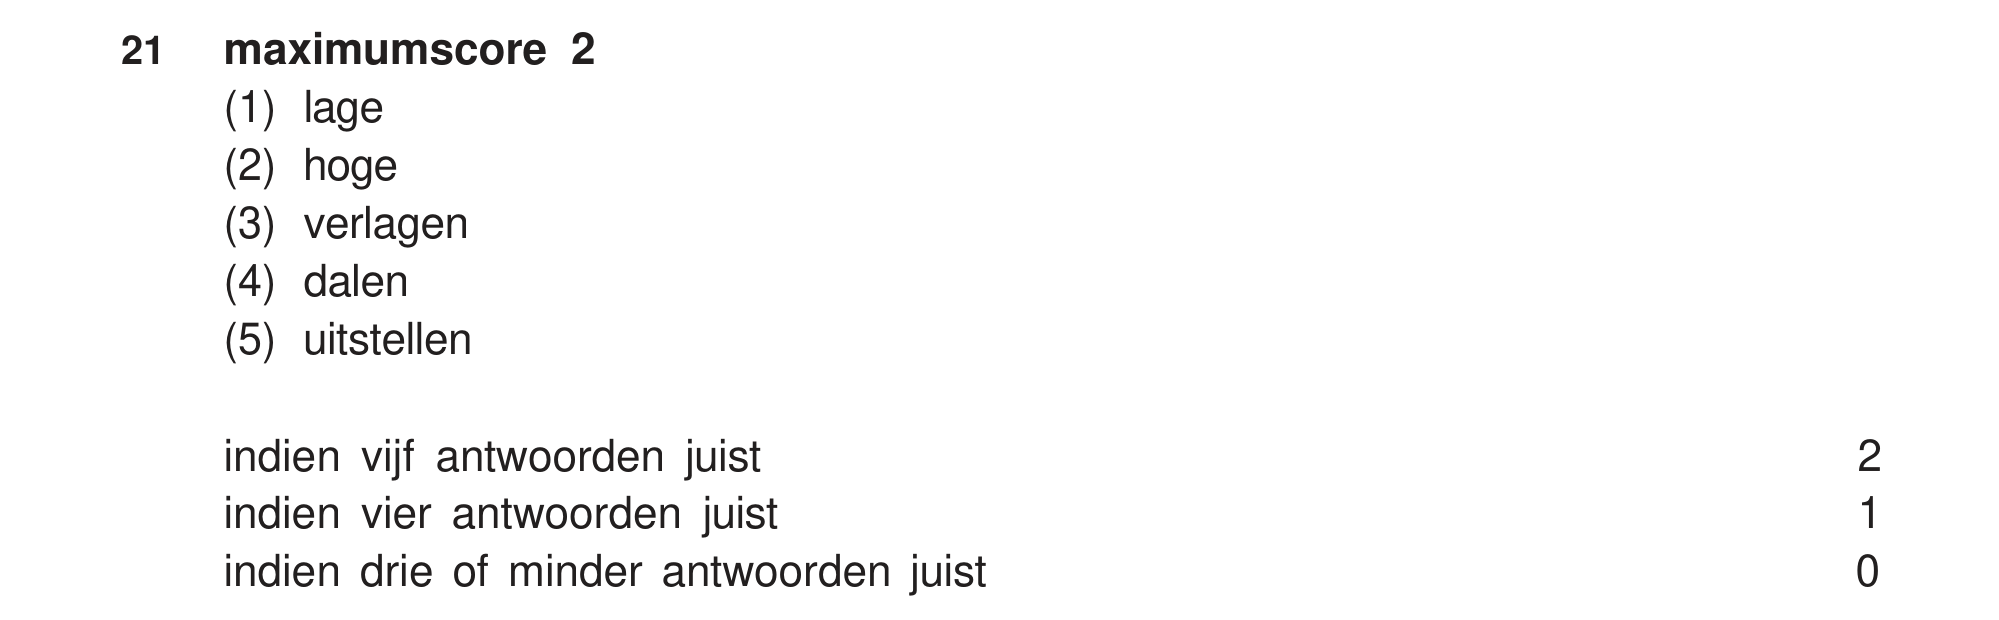 21 maximumscore 2
(1) lage
(2) hoge
(3) verlagen
(4) dalen
(5) uitstellen
indien vijf antwoorden juist 2
indien vier antwoorden juist 1
indien drie of minder antwoorden juist 0